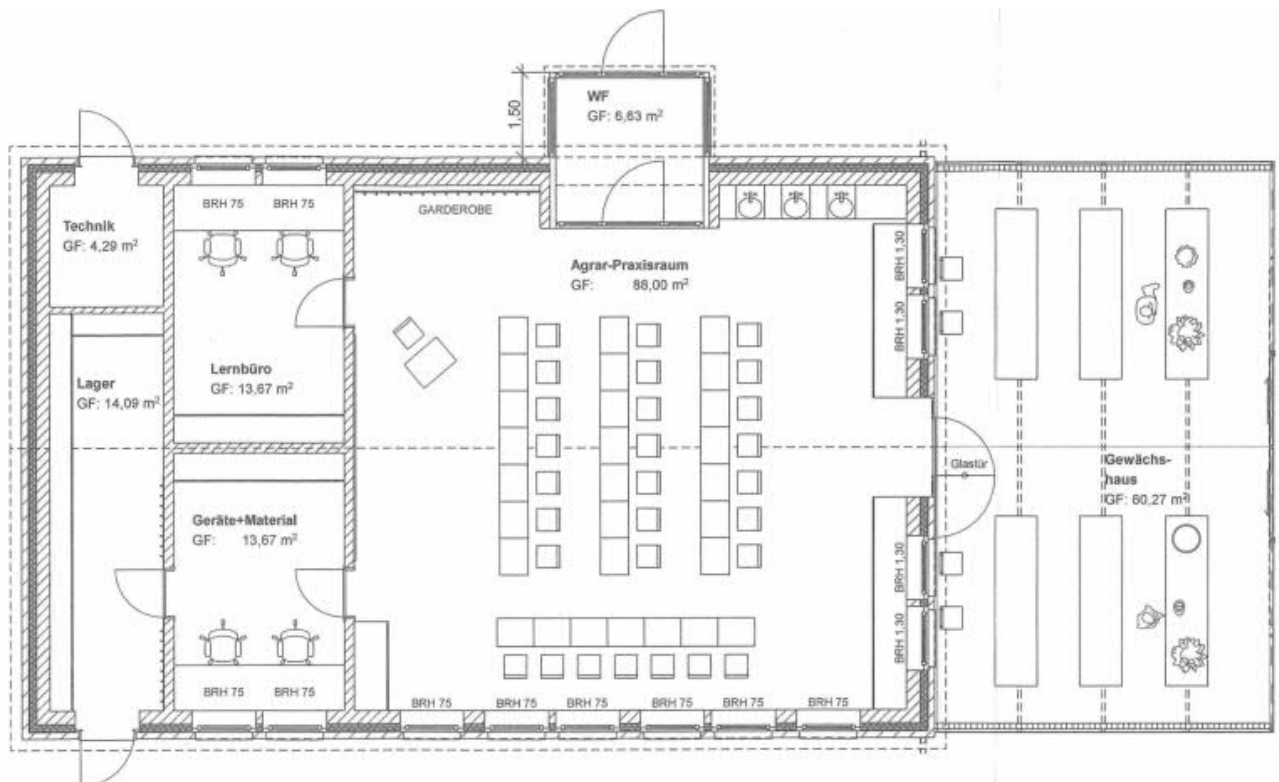 1,50
WF
GF: 6,63 m²
BRH 75
BRH 75
GARDEROBE
Technik
GF: 4,29 m²
Agrar-Praxisraum
GF: 88,00 m²
BRH 1,30
BRH 1,30
Lernbüro
GF: 13,67 m²
Lager
GF: 14,09 m²
Glastür
Gewächs-
haus
GF: 60,27 m²
Geräte+Material
GF: 13,67 m²
BRH 1,30
BRH 1,30
BRH 75
BRH 75
BRH 75
BRH 75
BRH 75
BRH 75
BRH 75
BRH 75